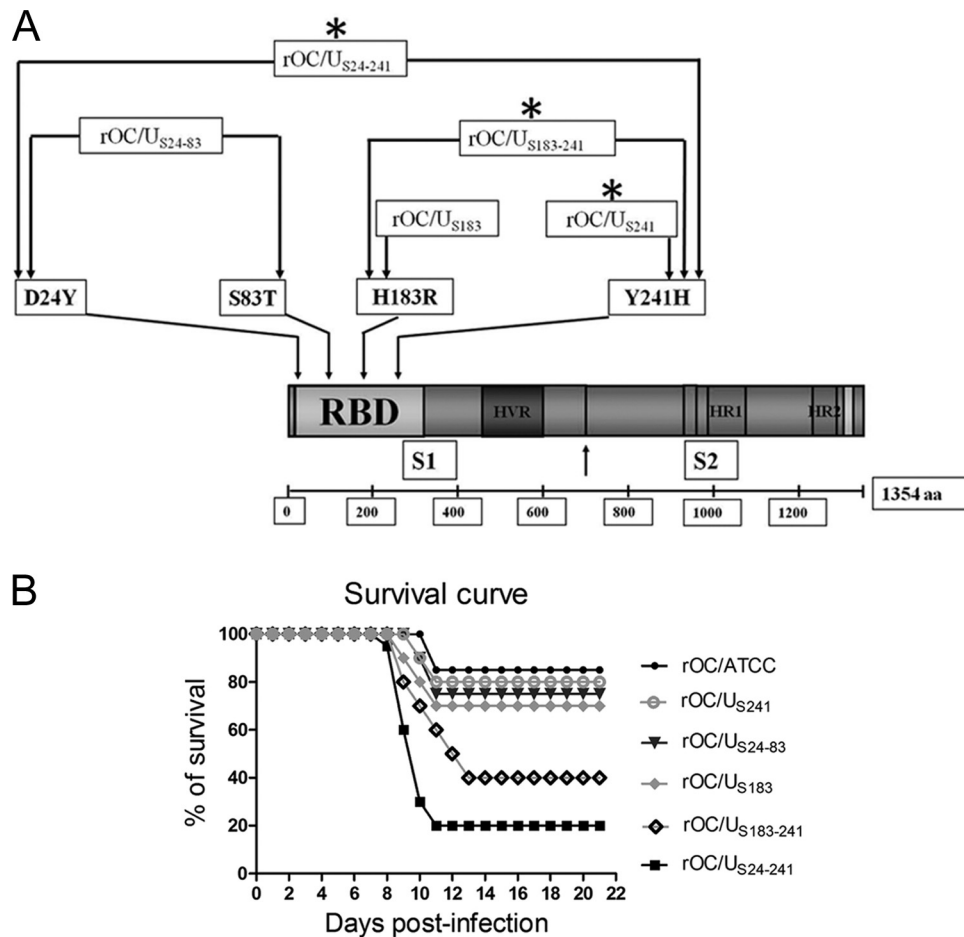 A
*
rOC/US24-241
*
rOC/US24-83
rOC/US183-241
*
rOC/US183
rOC/US241
D24Y S83T H183R Y241H
RBD HVR HR1 HR2
S1 S2
1354 aa
0 200 400 600 800 1000 1200
B
Survival curve
% of survival
100
80
60
40
20
0
0 2 4 6 8 10 12 14 16 18 20 22
Days post-infection
rOC/ATCC
rOC/US241
rOC/US24-83
rOC/US183
rOC/US183-241
rOC/US24-241